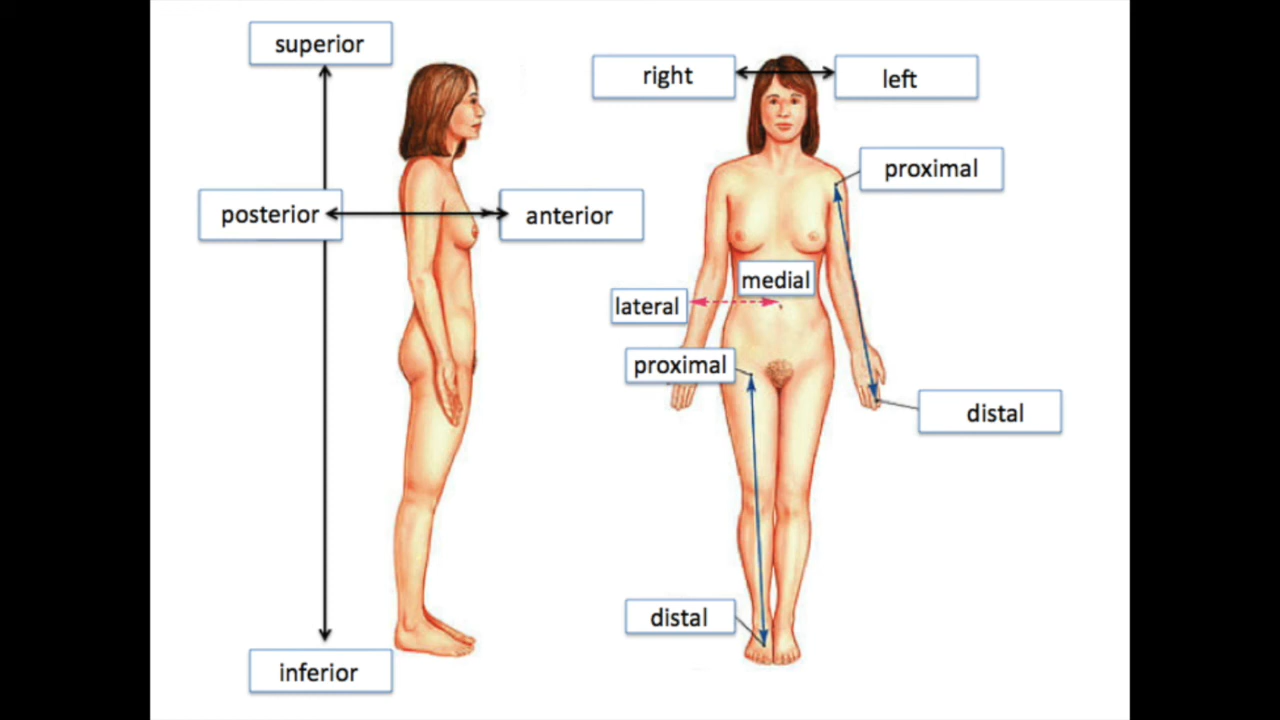 superior
posterior
anterior
inferior
right
left
proximal
medial
lateral
proximal
distal
distal